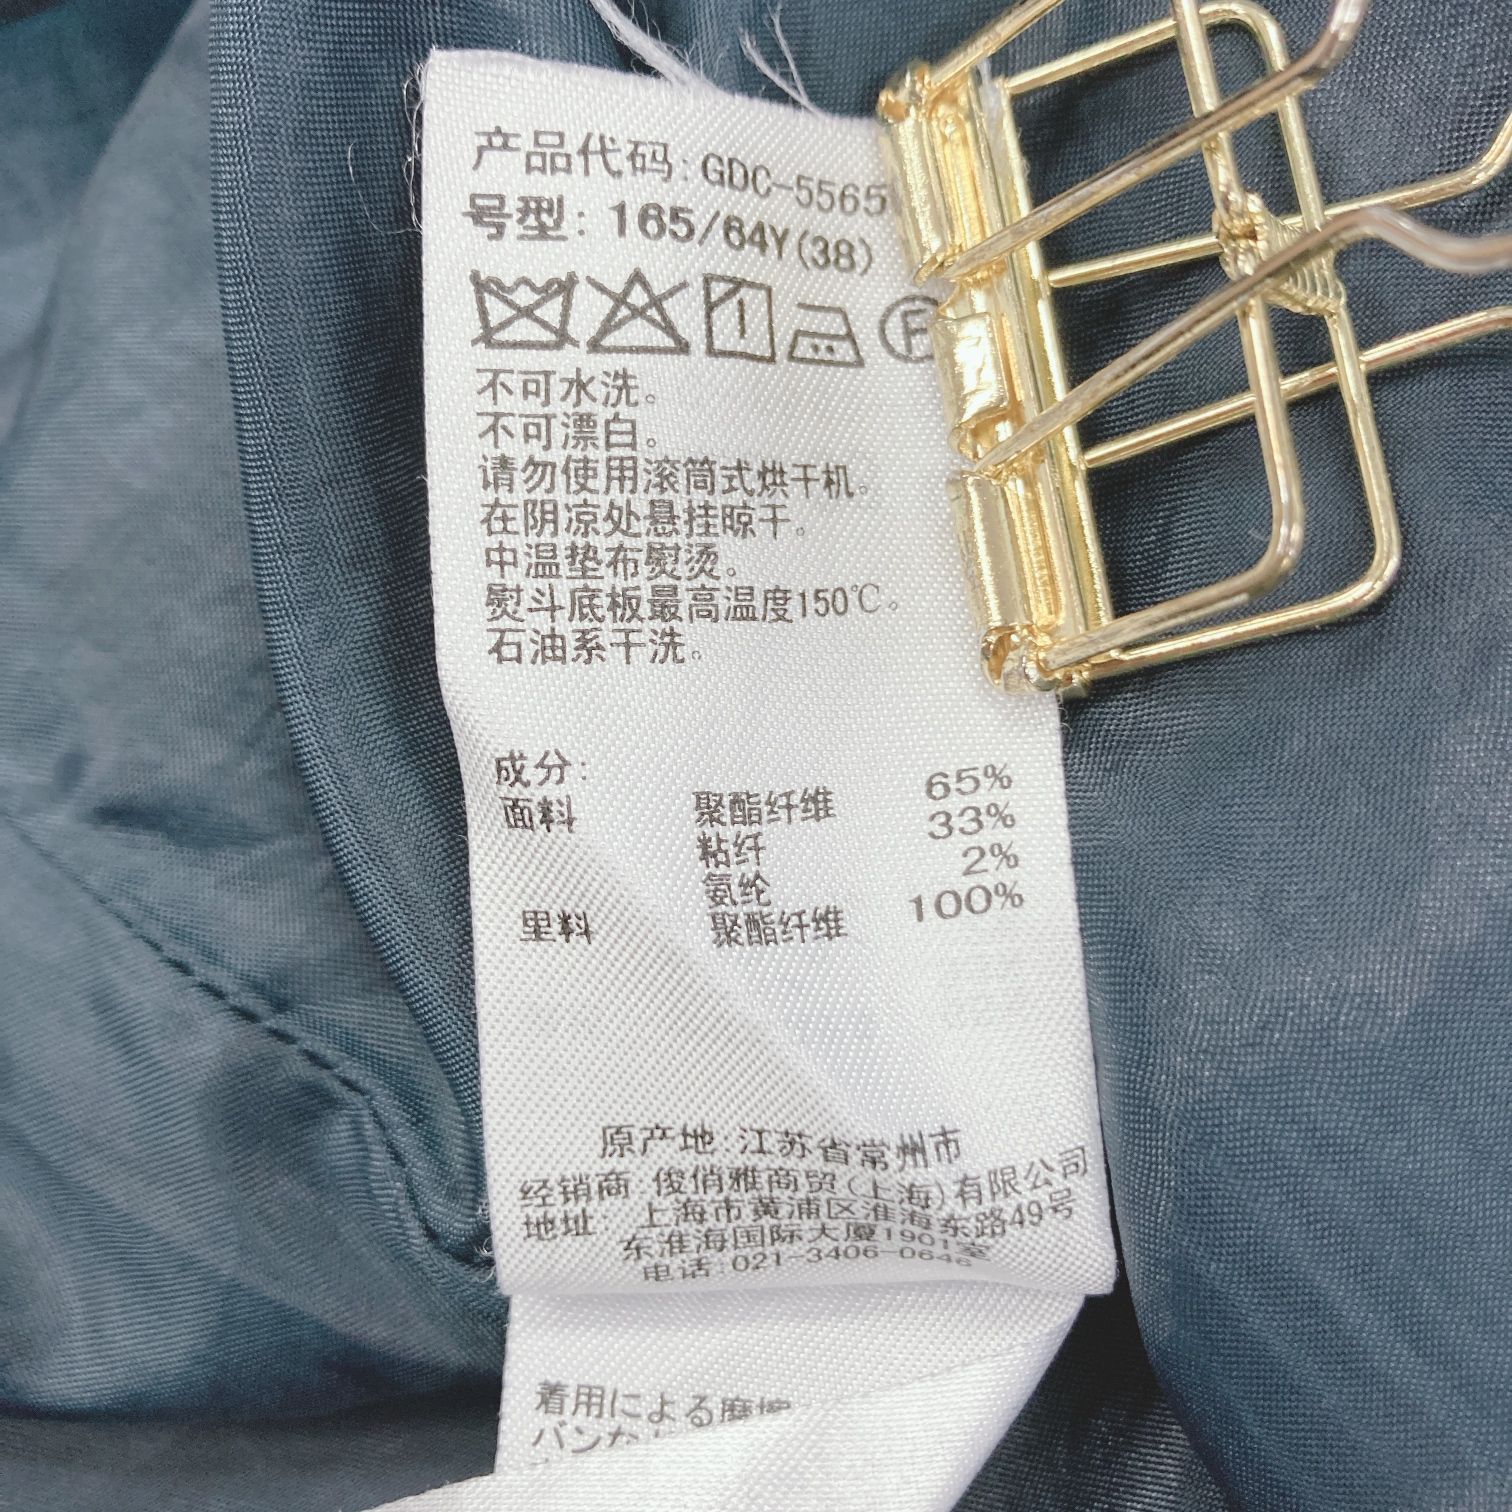 产品代码: GDC-5565
号型: 165/64Y(38)
不可水洗。
不可漂白。
请勿使用滚筒式烘干机。
在阴凉处悬挂晾干。
中温垫布熨烫。
熨斗底板最高温度150℃。
石油系干洗。
成分:
面料 聚酯纤维 65%
粘纤 33%
氨纶 2%
里料 聚酯纤维 100%
原产地: 江苏省常州市
经销商 俊俏雅商贸(上海)有限公司
地址: 上海市黄浦区淮海东路49号
东淮海国际大厦1901室
电话: 021-3406-0646
着用による摩擦